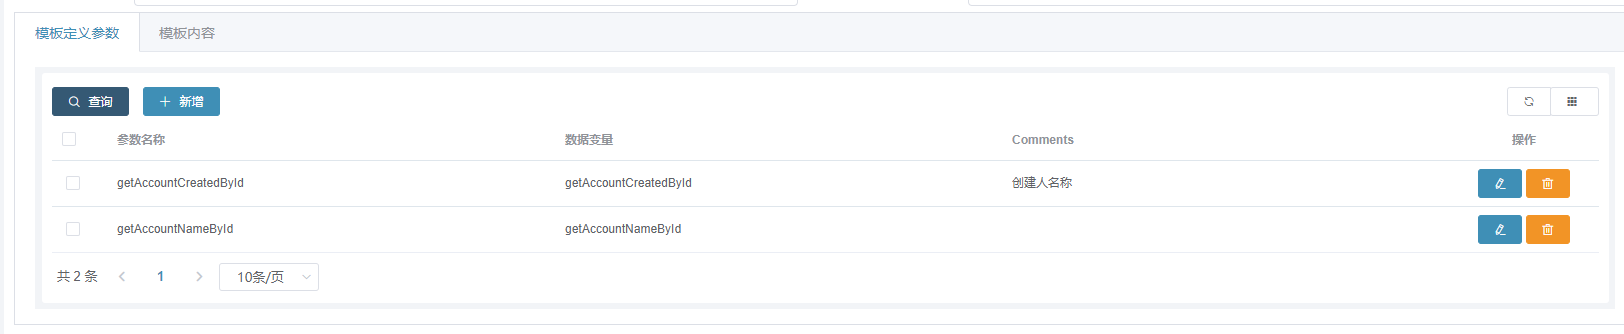 模板定义参数 模板内容
查询 新增
参数名称 数据变量 Comments 操作
getAccountCreatedById getAccountCreatedById 创建人名称
getAccountNameById getAccountNameById
共 2 条 1 10条/页